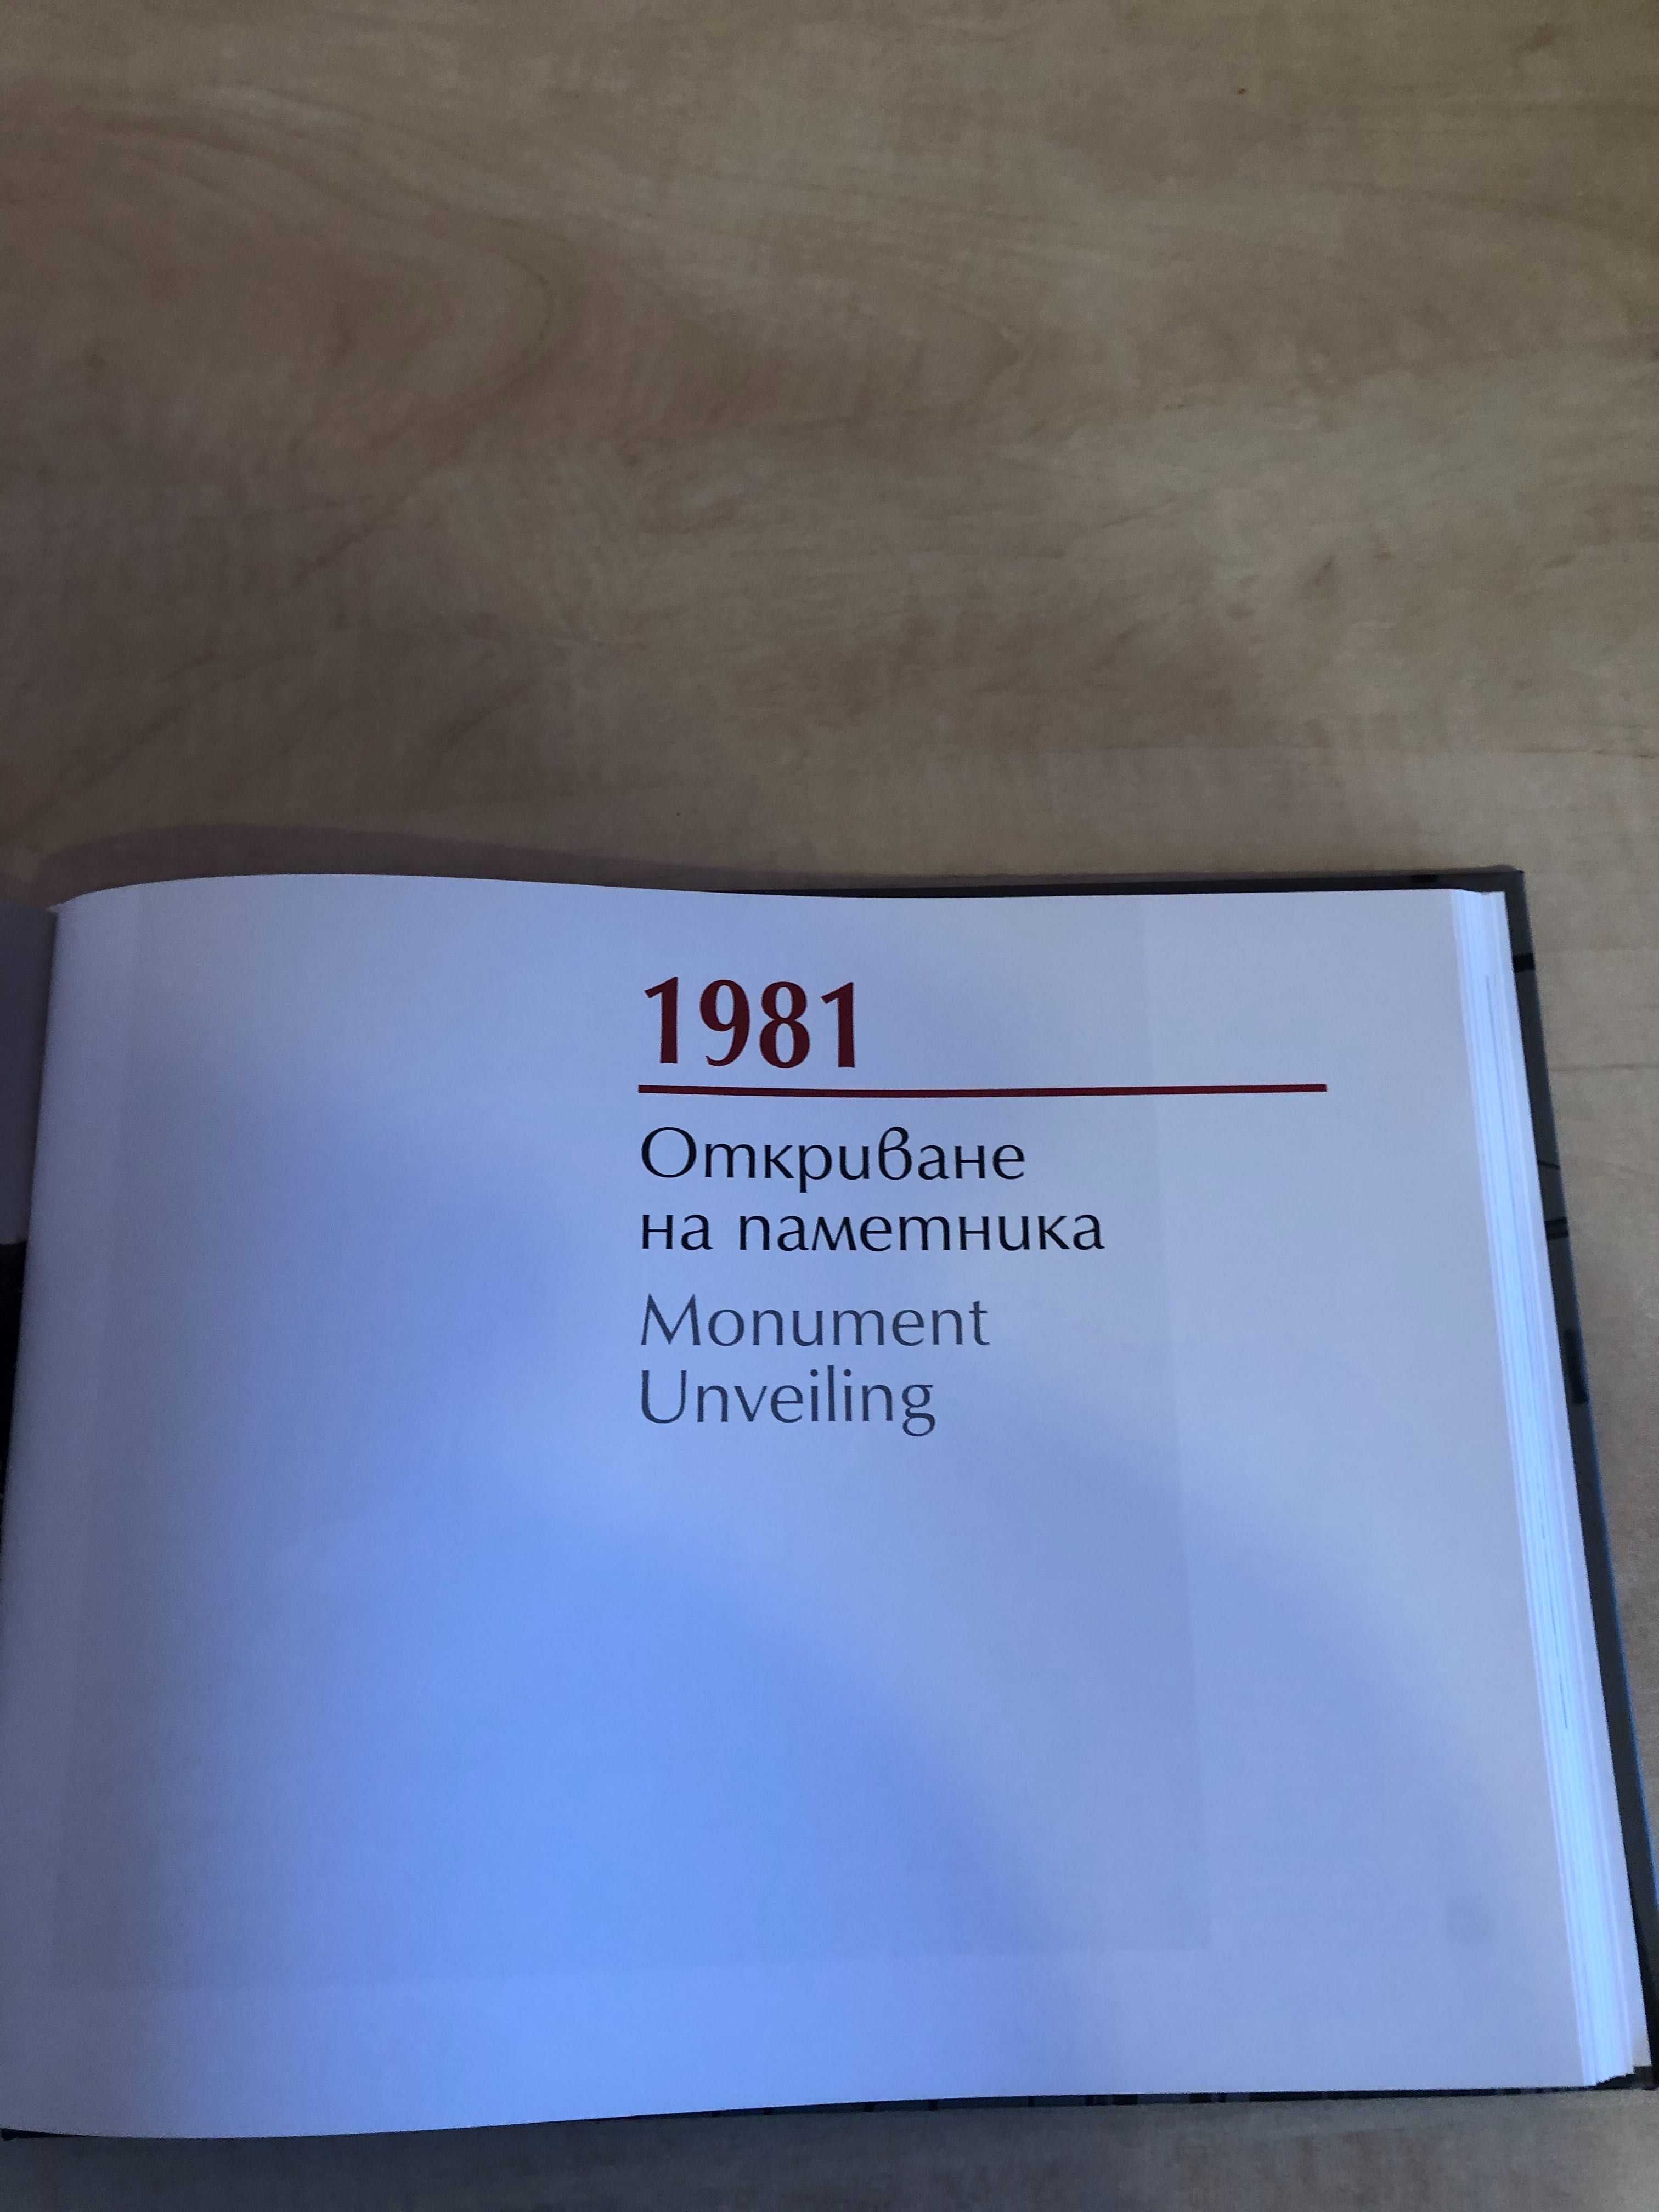 1981
Откриване
на паметника
Monument
Unveiling